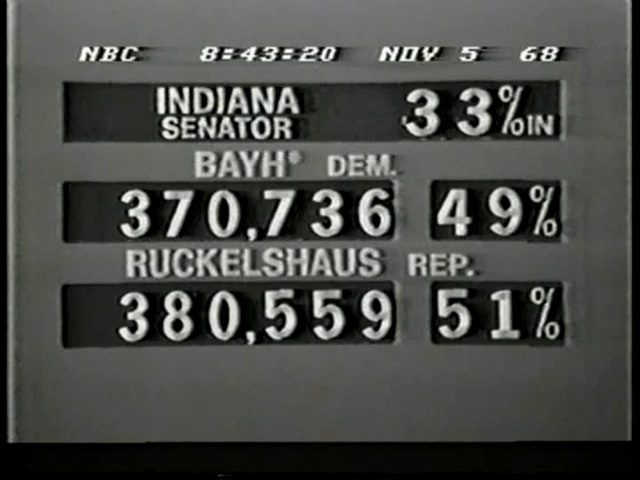 NBC 8:43:20 NOV 5 68
INDIANA SENATOR 33% IN
BAYH* DEM.
370,736 49%
RUCKELSHAUS REP.
380,559 51%